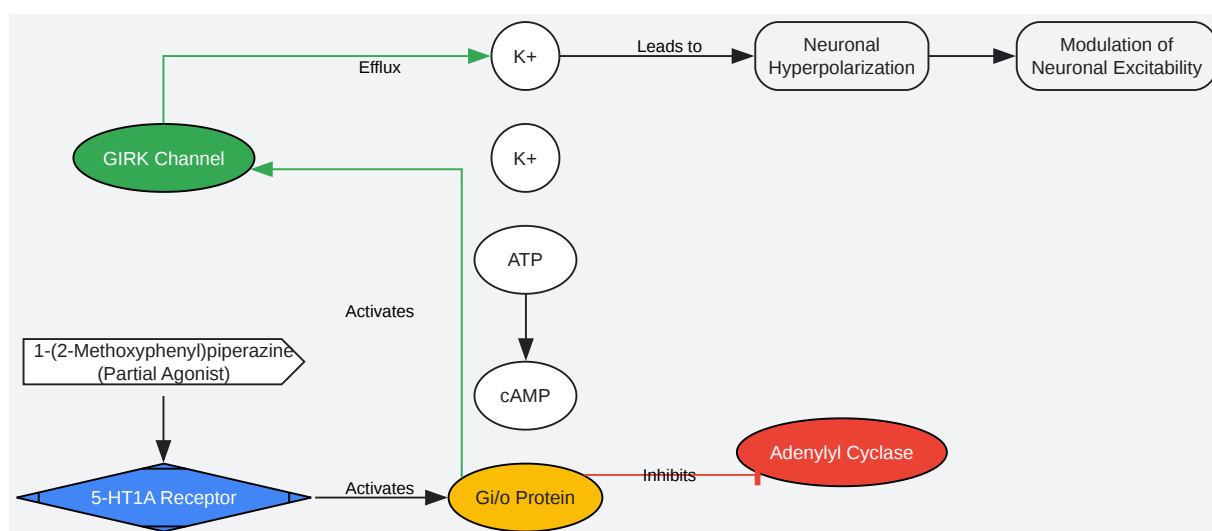 K+
Leads to
Neuronal
Hyperpolarization
Modulation of
Neuronal Excitability
Efflux
GIRK Channel
K+
ATP
Activates
1-(2-Methoxyphenyl)piperazine
(Partial Agonist)
cAMP
Adenylyl Cyclase
Inhibits
5-HT1A Receptor
Activates
Gi/o Protein